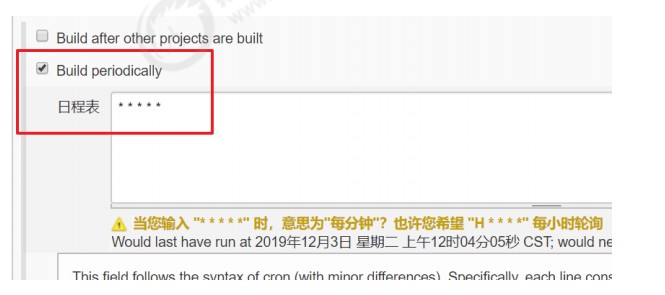 Build after other projects are built
Build periodically
日程表 * * * * *
当您输入 "* * * * *" 时，意思为"每分钟"？也许您希望 "H * * * *" 每小时轮询
Would last have run at 2019年12月3日 星期二 上午12时04分05秒 CST; would ne
This field follows the syntax of cron (with minor differences). Specifically, each line cons